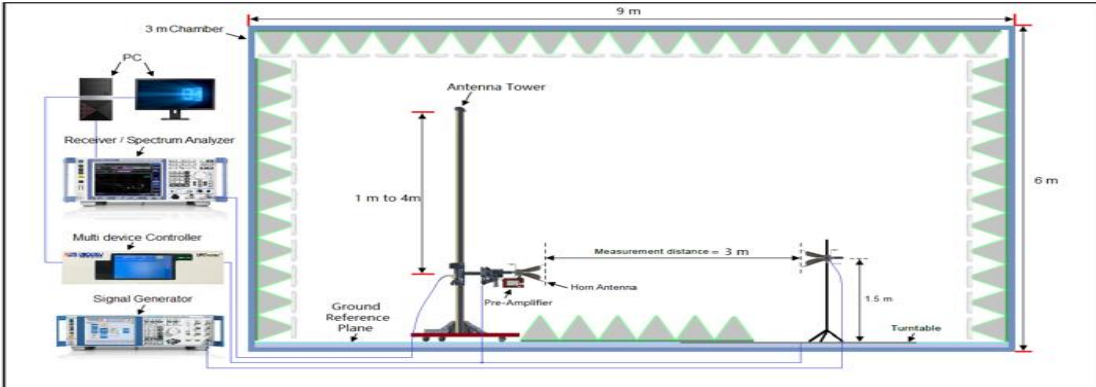 9 m
3 m Chamber
PC
Antenna Tower
Receiver / Spectrum Analyzer
1 m to 4m
6 m
Multi device Controller
Measurement distance = 3 m
Horn Antenna
Pre-Amplifier
1.5 m
Signal Generator
Ground
Reference
Plane
Turntable